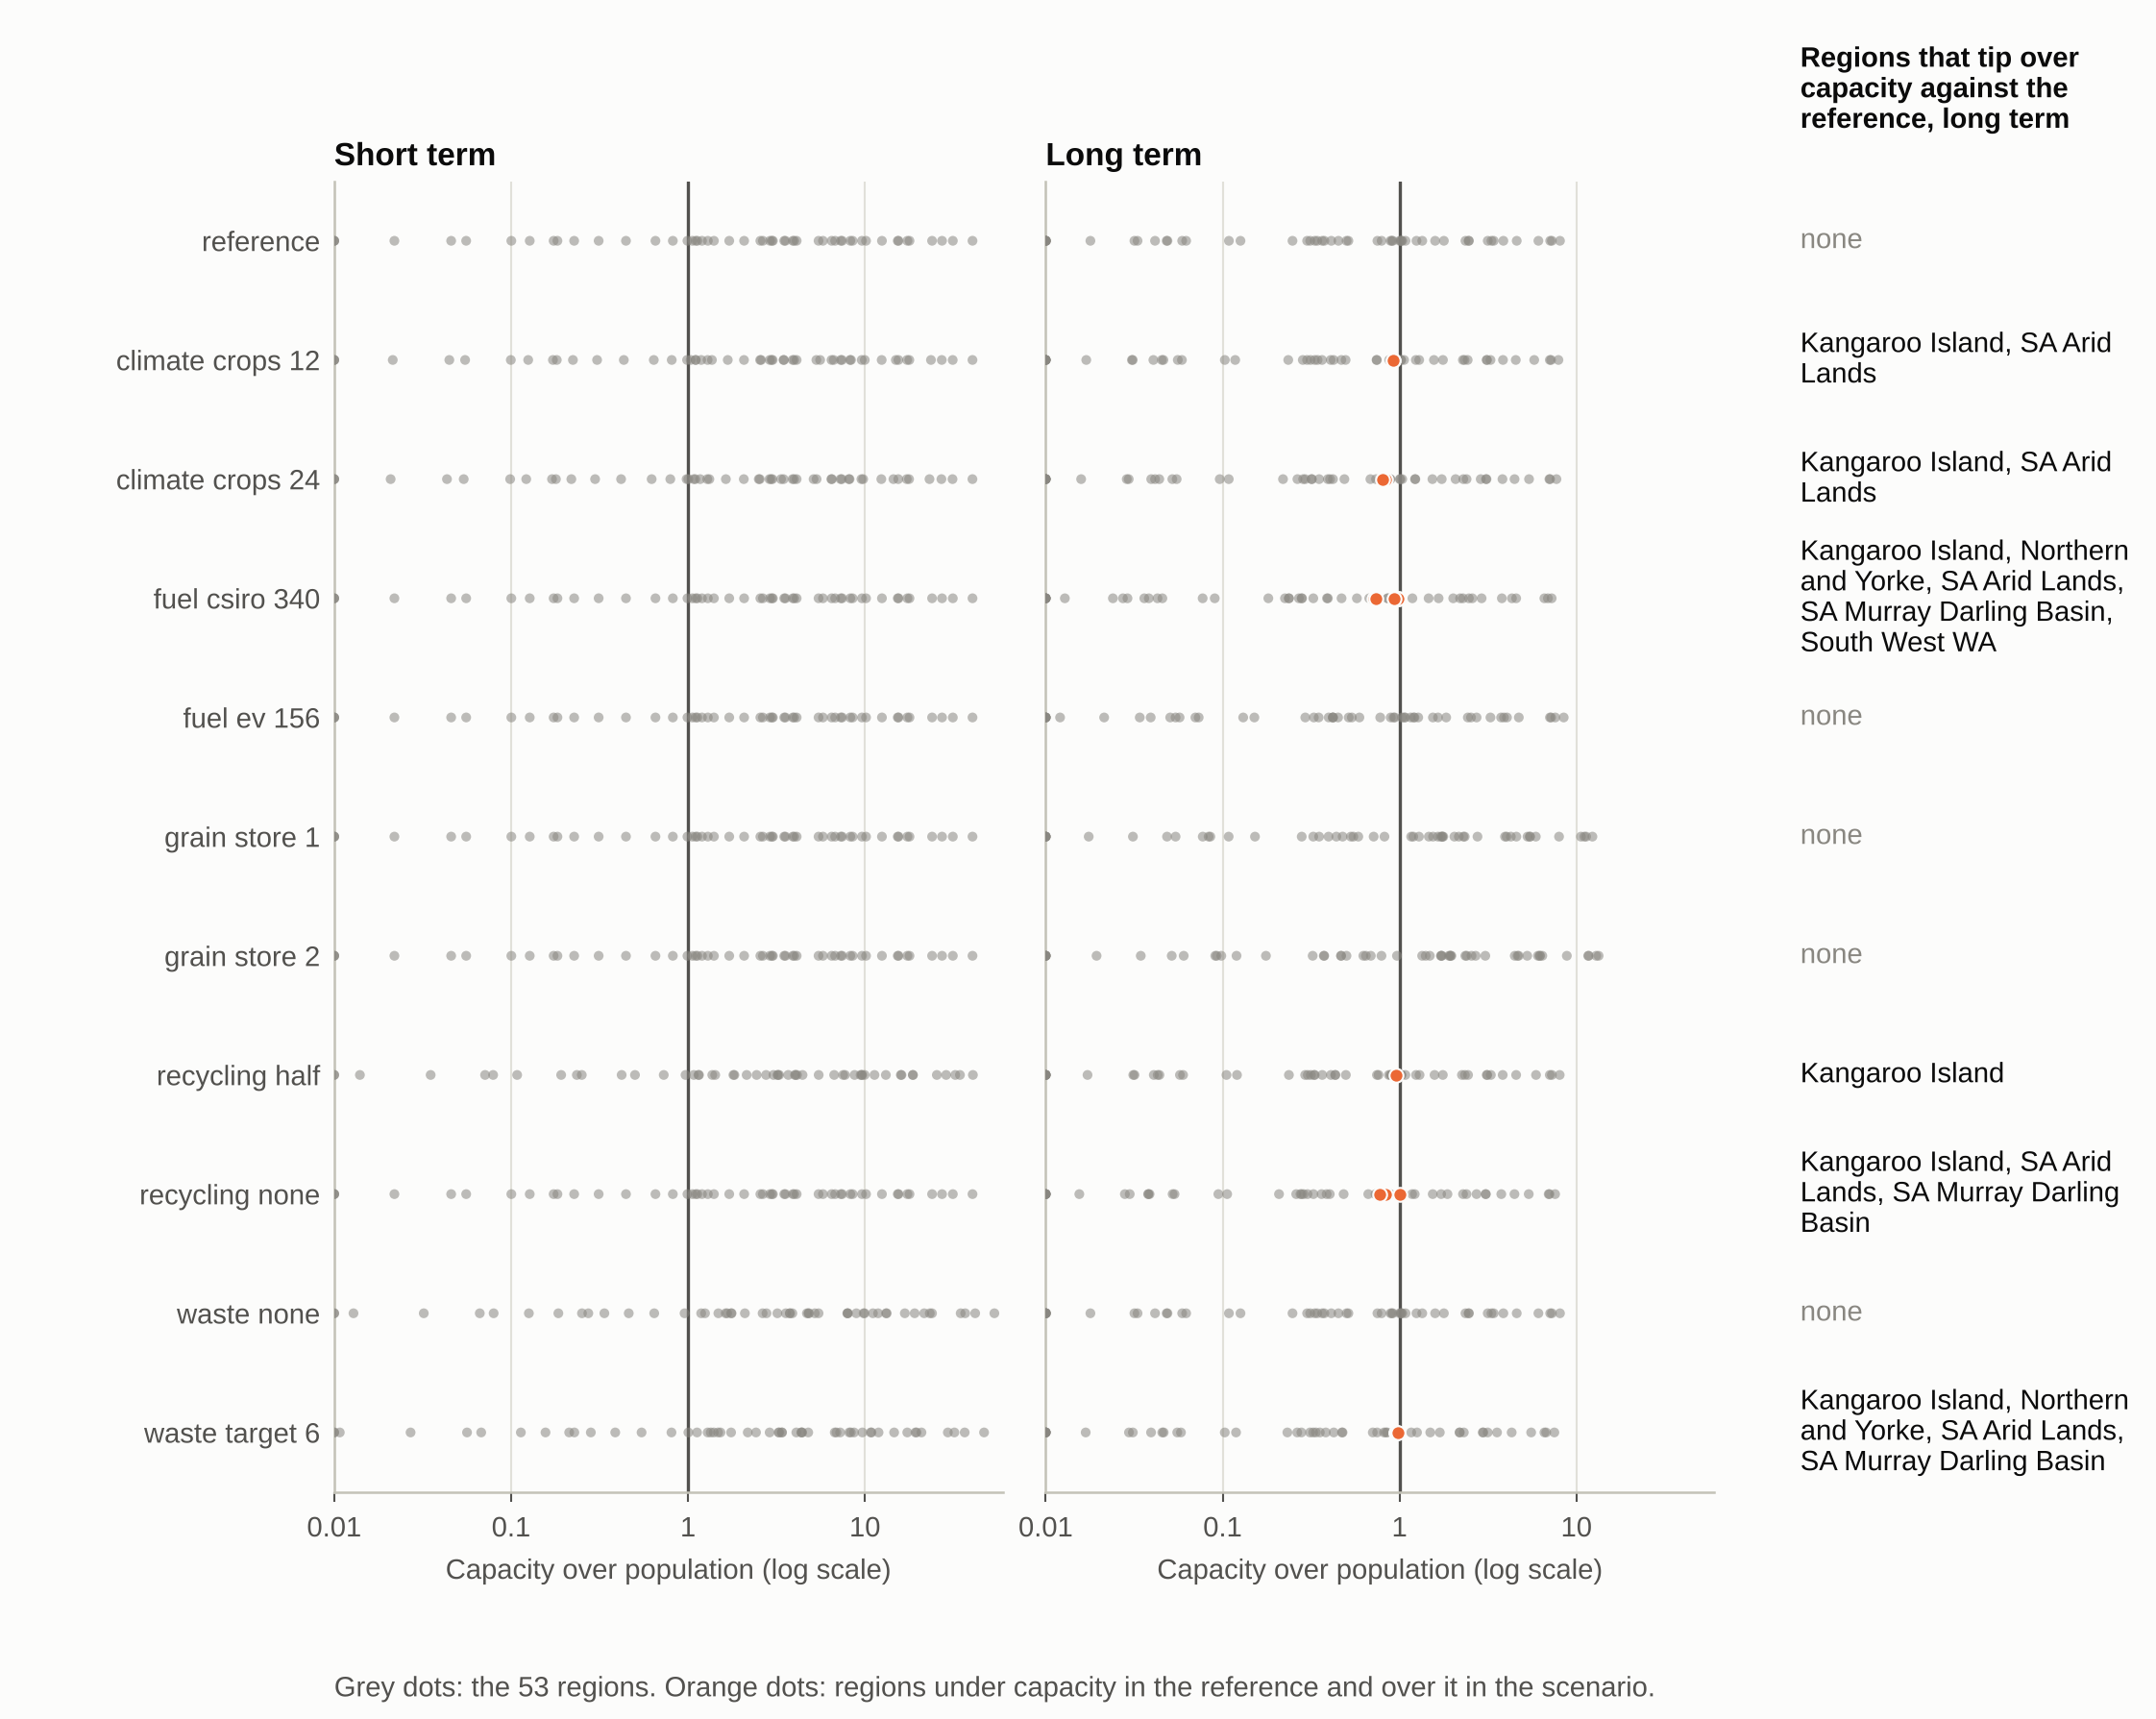 Regions that tip over
capacity against the
reference, long term
Short term
Long term
reference
none
climate crops 12
Kangaroo Island, SA Arid
Lands
climate crops 24
Kangaroo Island, SA Arid
Lands
fuel csiro 340
Kangaroo Island, Northern
and Yorke, SA Arid Lands,
SA Murray Darling Basin,
South West WA
fuel ev 156
none
grain store 1
none
grain store 2
none
recycling half
Kangaroo Island
recycling none
Kangaroo Island, SA Arid
Lands, SA Murray Darling
Basin
waste none
none
waste target 6
Kangaroo Island, Northern
and Yorke, SA Arid Lands,
SA Murray Darling Basin
0.01 0.1 1 10
0.01 0.1 1 10
Capacity over population (log scale)
Capacity over population (log scale)
Grey dots: the 53 regions. Orange dots: regions under capacity in the reference and over it in the scenario.